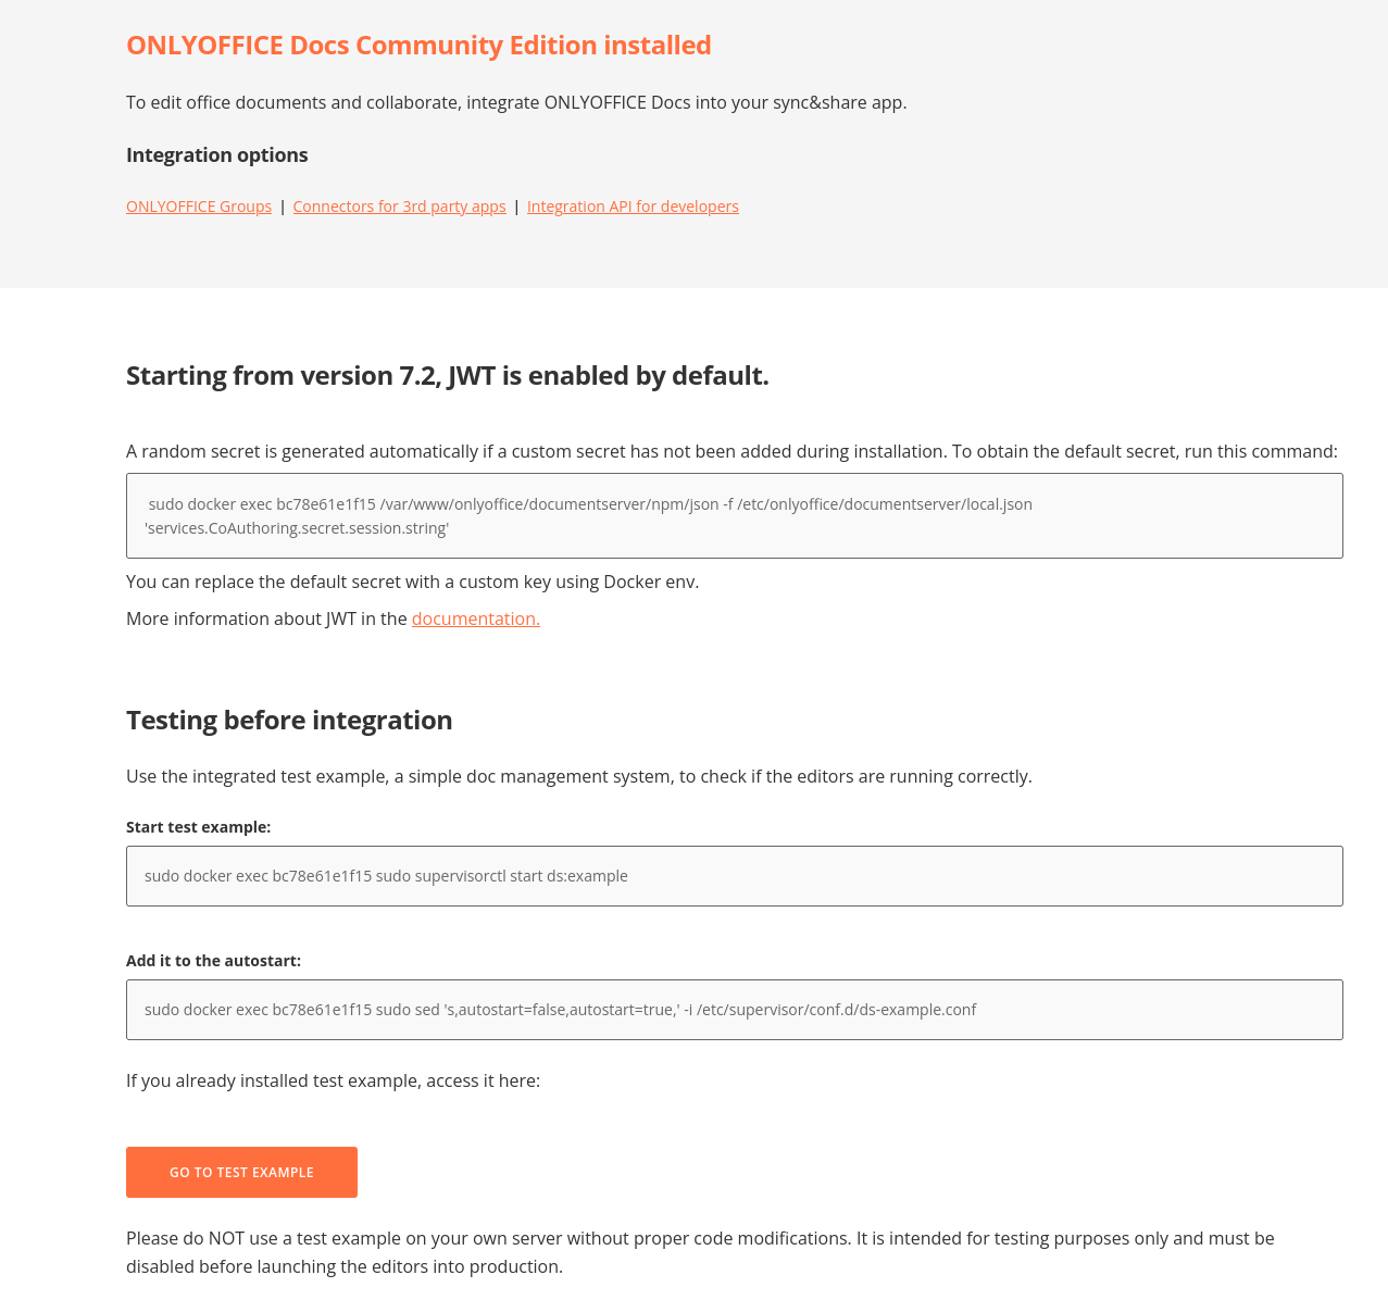 ONLYOFFICE Docs Community Edition installed
To edit office documents and collaborate, integrate ONLYOFFICE Docs into your sync&share app.
Integration options
ONLYOFFICE Groups | Connectors for 3rd party apps | Integration API for developers
Starting from version 7.2, JWT is enabled by default.
A random secret is generated automatically if a custom secret has not been added during installation. To obtain the default secret, run this command:
sudo docker exec bc78e61e1f15 /var/www/onlyoffice/documentserver/npm/json -f /etc/onlyoffice/documentserver/local.json
'services.CoAuthoring.secret.session.string'
You can replace the default secret with a custom key using Docker env.
More information about JWT in the documentation.
Testing before integration
Use the integrated test example, a simple doc management system, to check if the editors are running correctly.
Start test example:
sudo docker exec bc78e61e1f15 sudo supervisorctl start ds:example
Add it to the autostart:
sudo docker exec bc78e61e1f15 sudo sed 's,autostart=false,autostart=true,' -i /etc/supervisor/conf.d/ds-example.conf
If you already installed test example, access it here:
GO TO TEST EXAMPLE
Please do NOT use a test example on your own server without proper code modifications. It is intended for testing purposes only and must be
disabled before launching the editors into production.